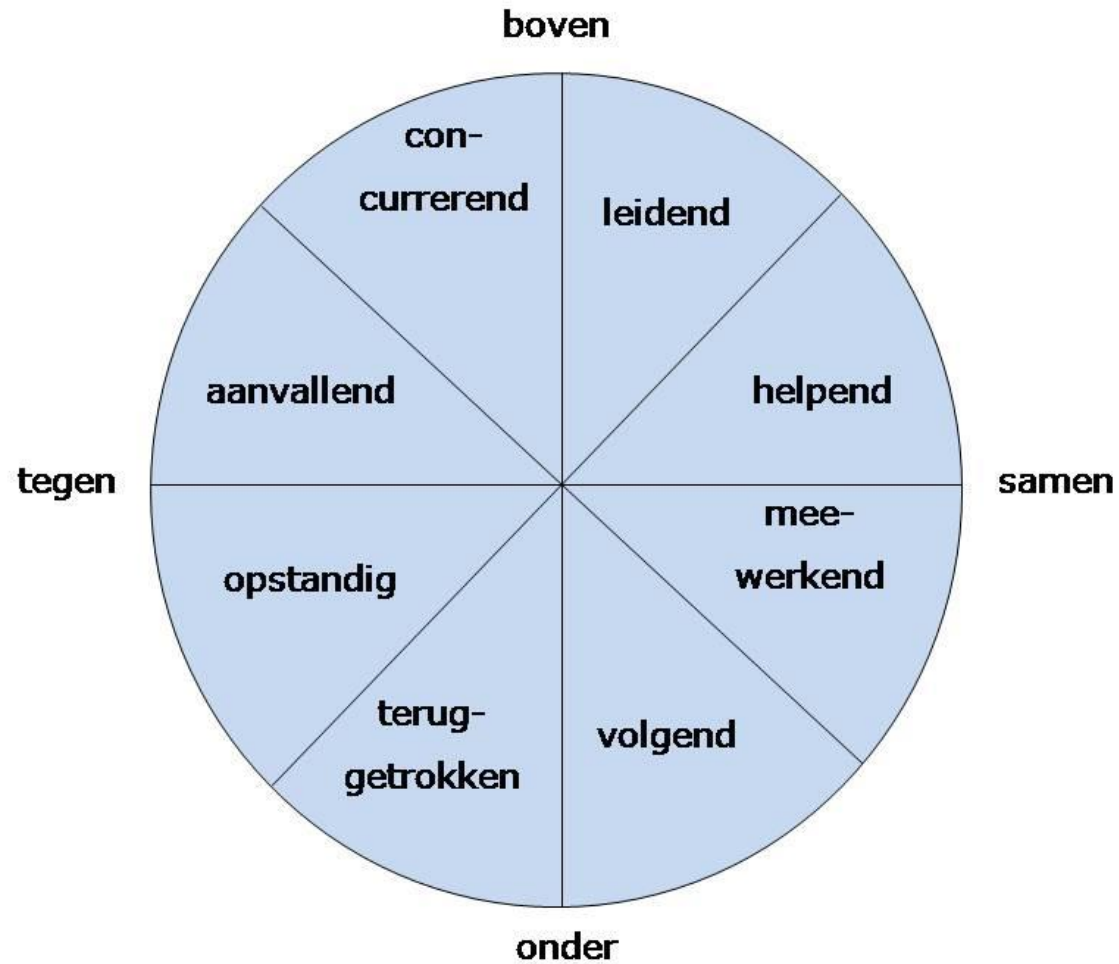 boven
con-
currerend
leidend
aanvallend
helpend
tegen
samen
mee-
werkend
opstandig
terug-
getrokken
volgend
onder